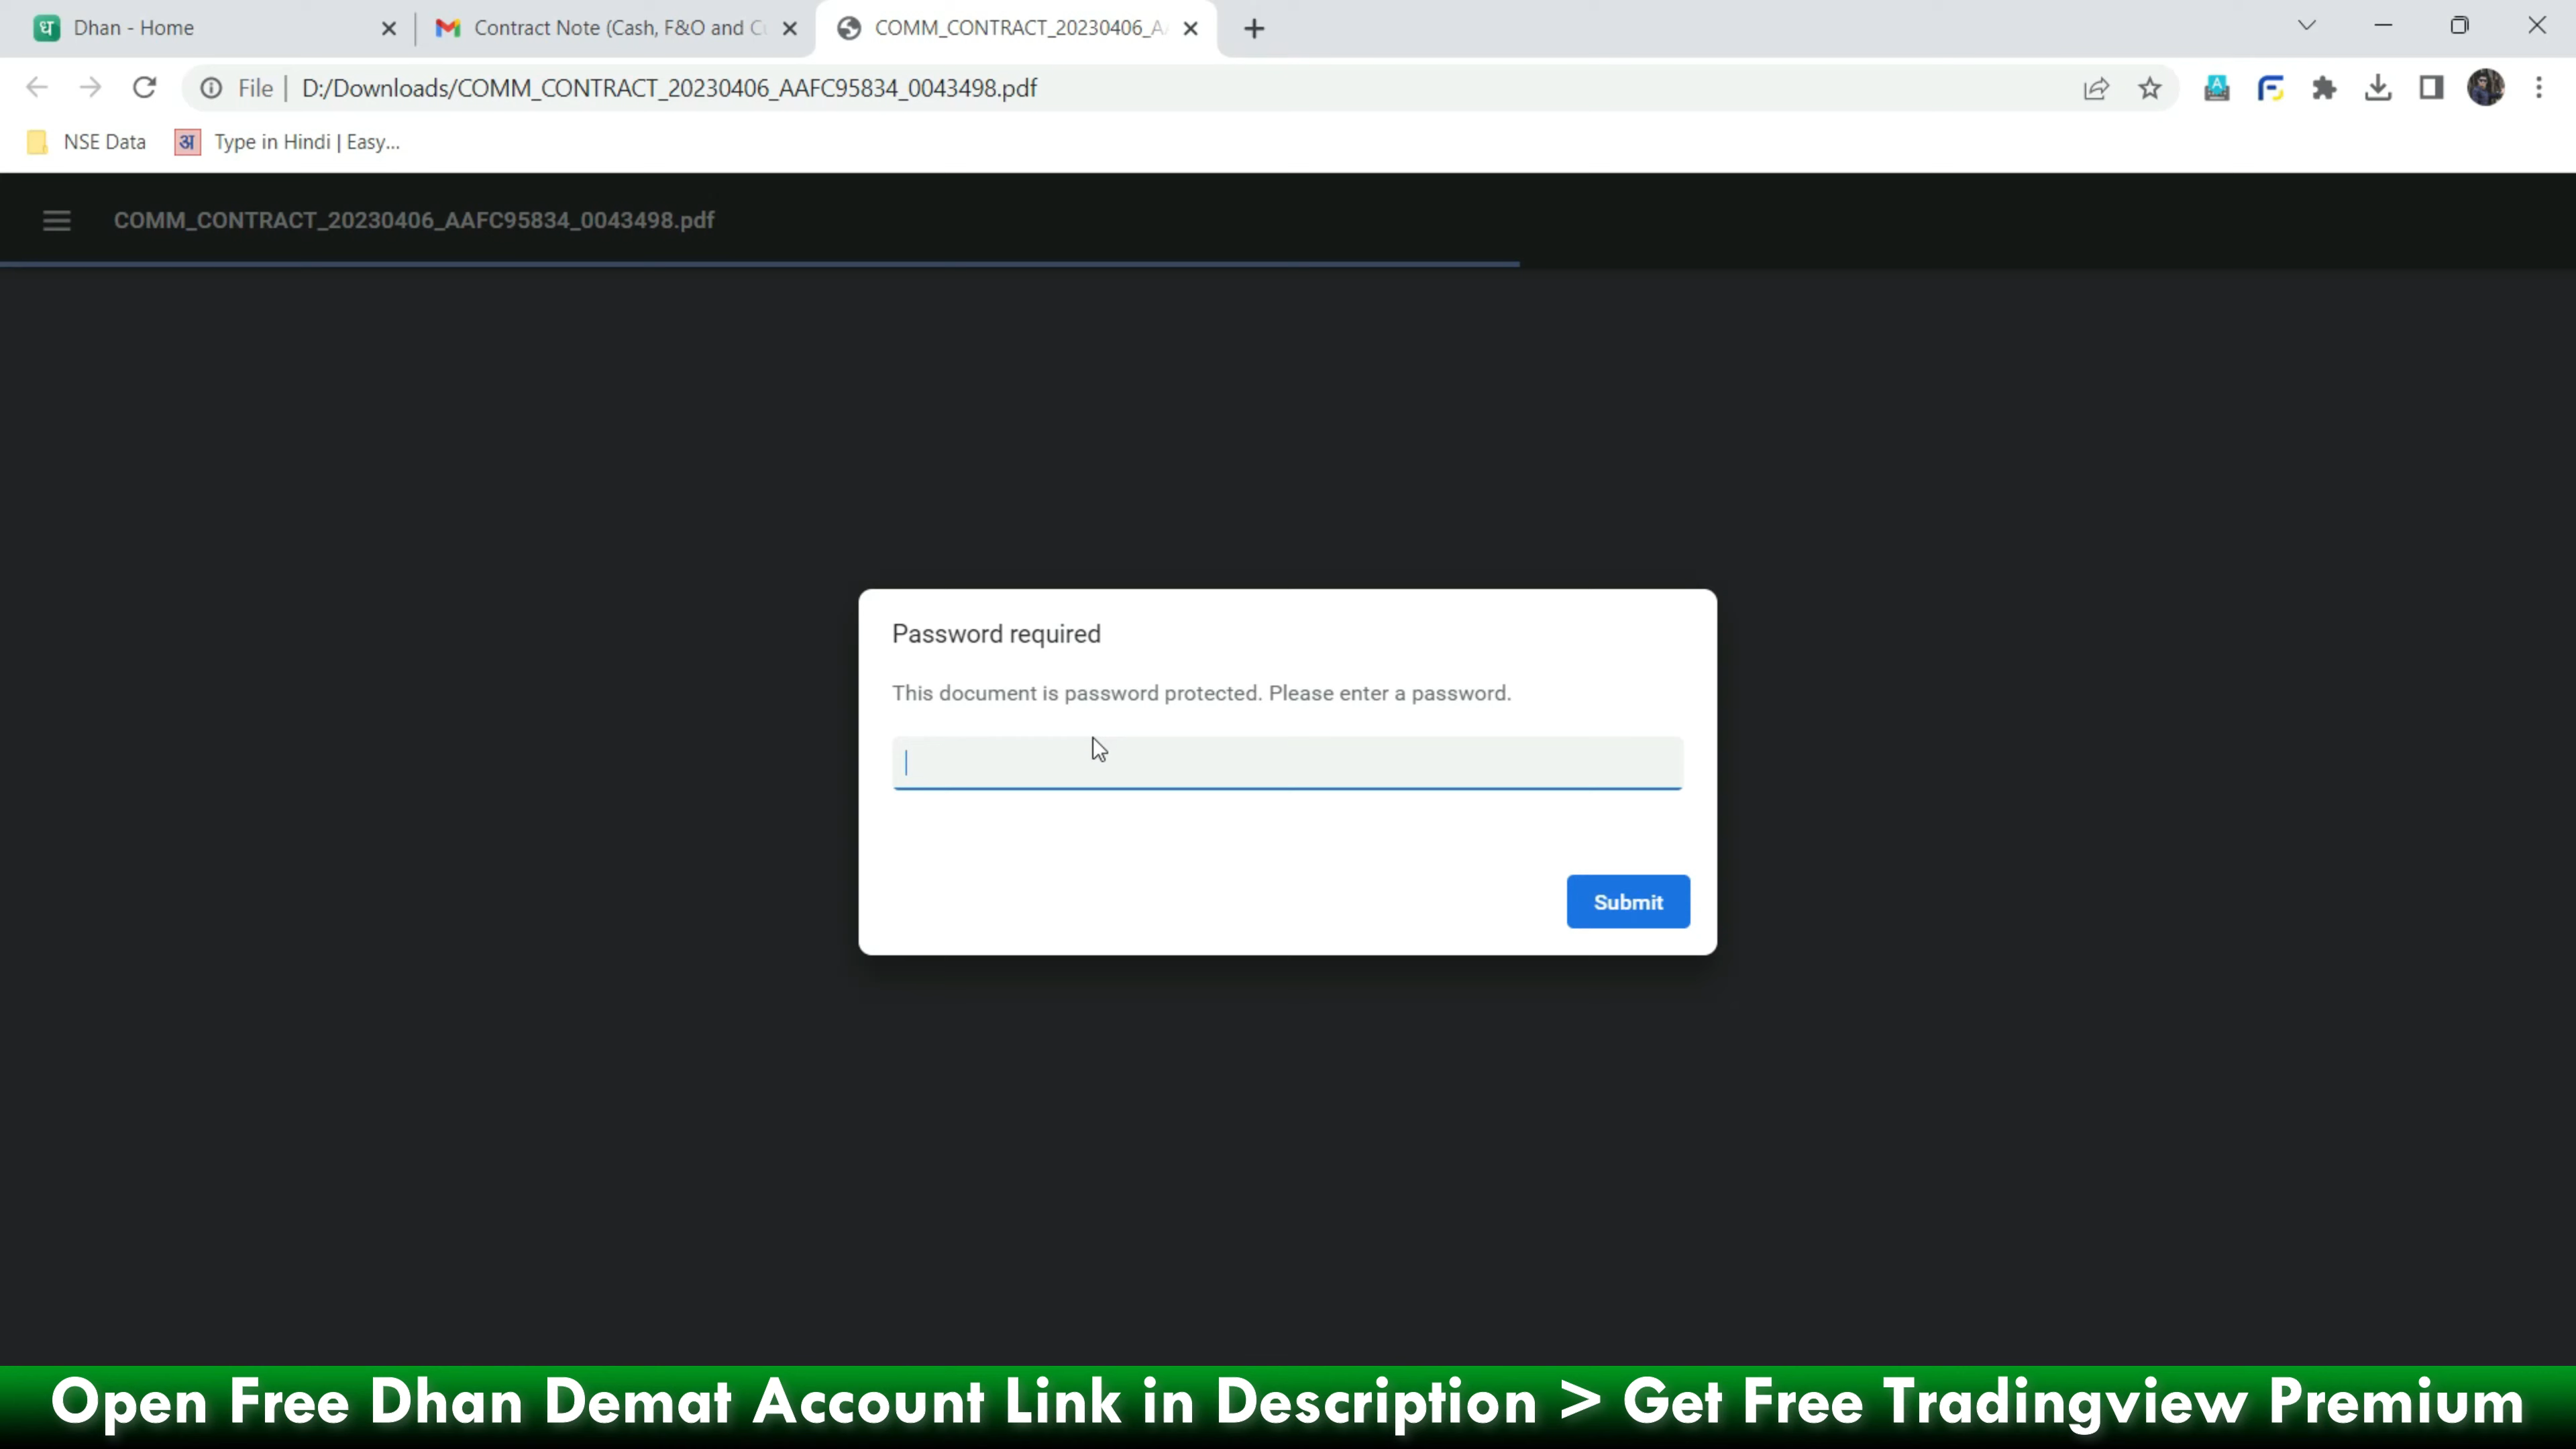 ध Dhan - Home
Contract Note (Cash, F&O and C
COMM_CONTRACT_20230406_A
File
D:/Downloads/COMM_CONTRACT_20230406_AAFC95834_0043498.pdf
NSE Data
अ Type in Hindi | Easy...
COMM_CONTRACT_20230406_AAFC95834_0043498.pdf
Password required
This document is password protected. Please enter a password.
Submit
Open Free Dhan Demat Account Link in Description > Get Free Tradingview Premium